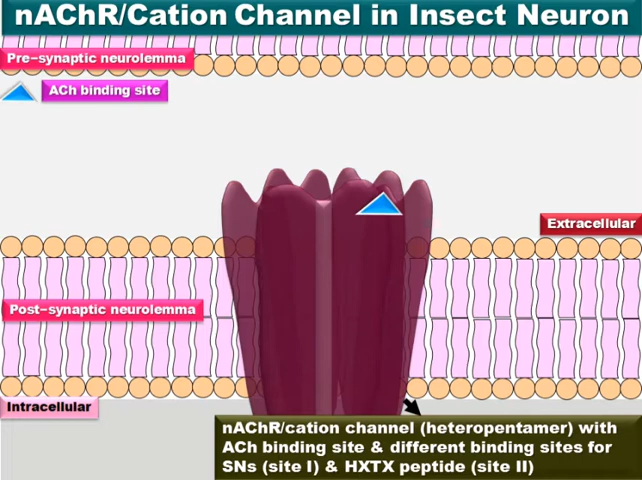 nAChR/Cation Channel in Insect Neuron
Pre−synaptic neurolemma
ACh binding site
Extracellular
Post−synaptic neurolemma
Intracellular
nAChR/cation channel (heteropentamer) with
ACh binding site & different binding sites for
SNs (site I) & HXTX peptide (site II)